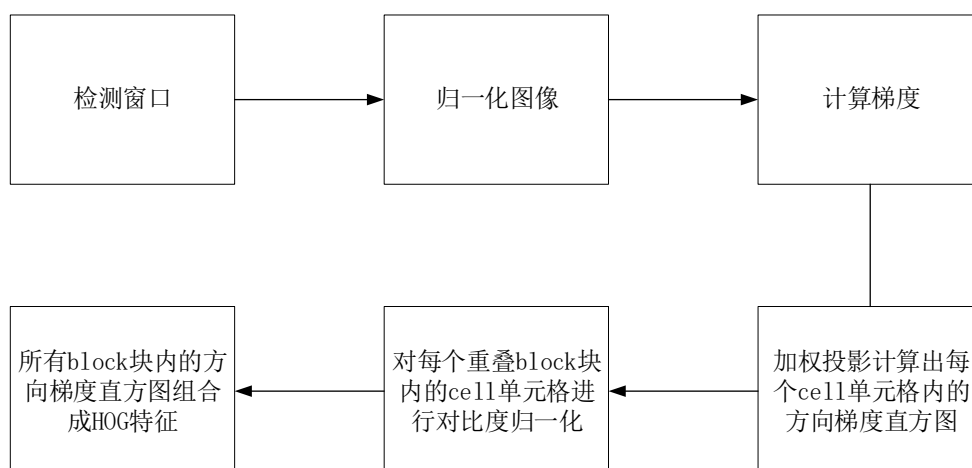 检测窗口
归一化图像
计算梯度
加权投影计算出每
个cell单元格内的
方向梯度直方图
对每个重叠block块
内的cell单元格进
行对比度归一化
所有block块内的方
向梯度直方图组合
成HOG特征